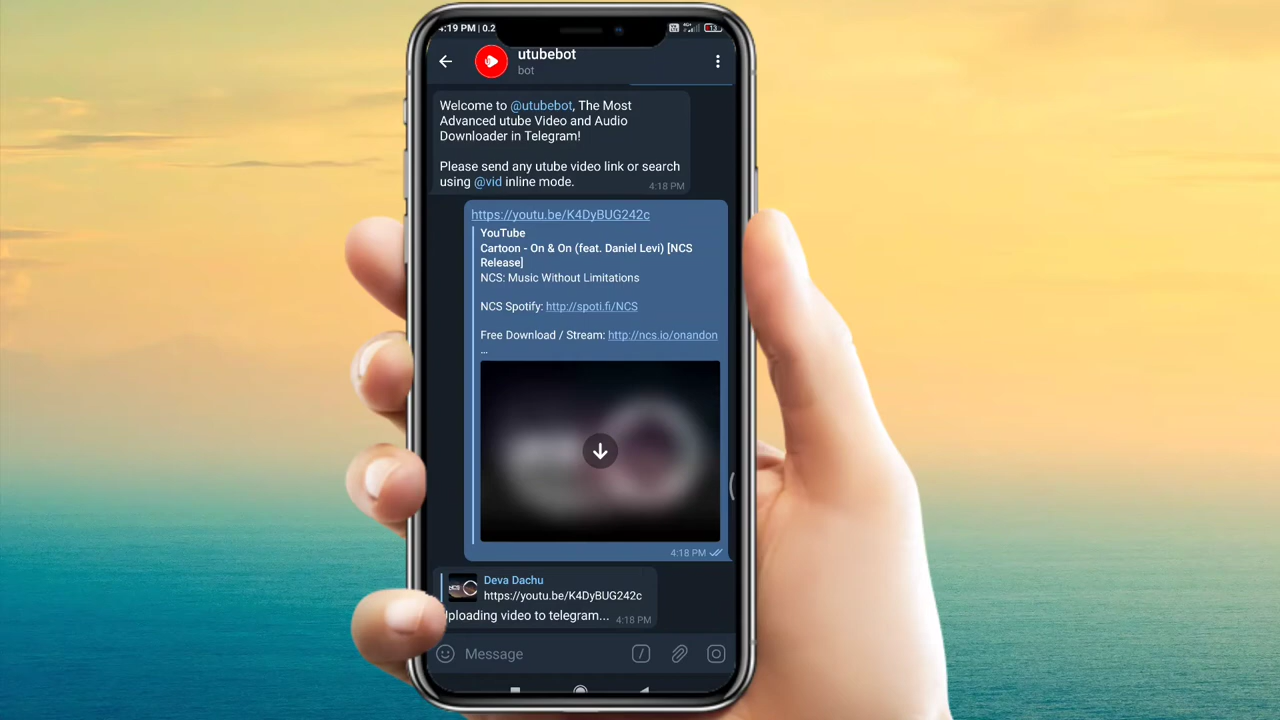 4:19 PM | 0.2
utubebot
bot
Welcome to @utubebot, The Most
Advanced utube Video and Audio
Downloader in Telegram!
Please send any utube video link or search
using @vid inline mode.
4:18 PM
https://youtu.be/K4DyBUG242c
YouTube
Cartoon - On & On (feat. Daniel Levi) [NCS
Release]
NCS: Music Without Limitations
NCS Spotify: http://spoti.fi/NCS
Free Download / Stream: http://ncs.io/onandon
...
4:18 PM
Deva Dachu
https://youtu.be/K4DyBUG242c
Uploading video to telegram...
4:18 PM
Message